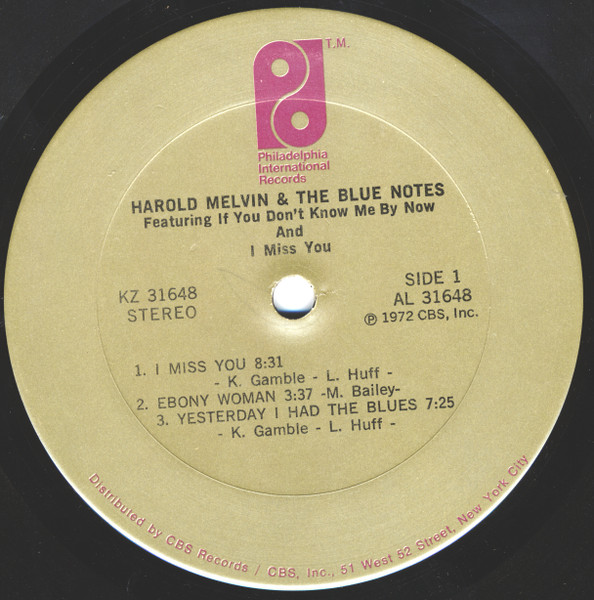 T.M.
Philadelphia
International
Records
HAROLD MELVIN & THE BLUE NOTES
Featuring If You Don't Know Me By Now
And
I Miss You
KZ 31648
STEREO
SIDE 1
AL 31648
Ⓟ 1972 CBS, Inc.
1. I MISS YOU 8:31
- K. Gamble - L. Huff -
2. EBONY WOMAN 3:37 -M. Bailey-
3. YESTERDAY I HAD THE BLUES 7:25
- K. Gamble - L. Huff -
Distributed by CBS Records / CBS, Inc., 51 West 52 Street, New York City